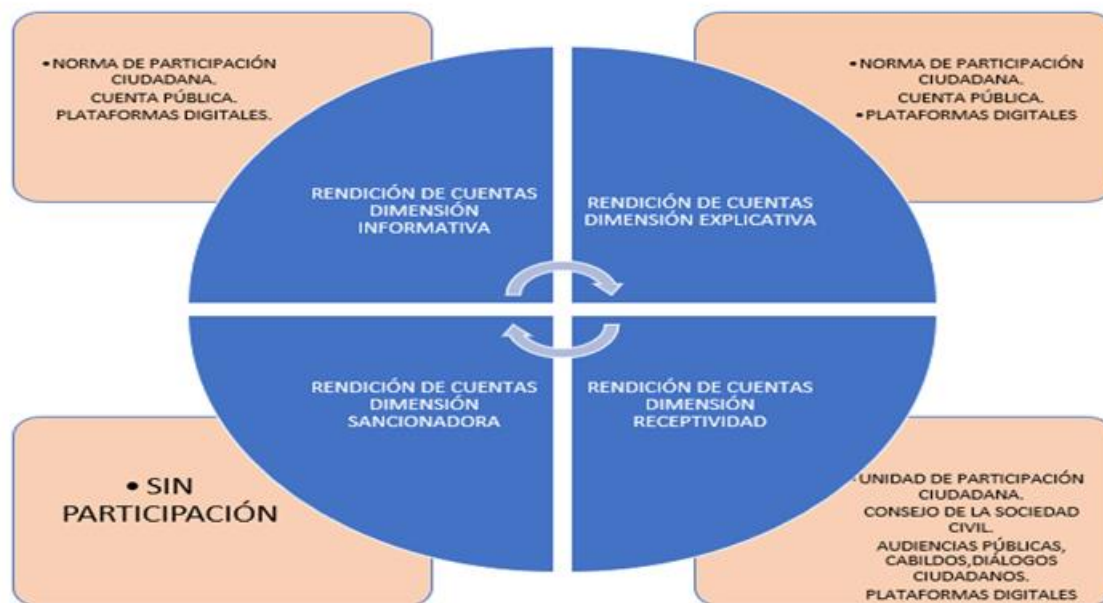 •NORMA DE PARTICIPACIÓN
CIUDADANA.
CUENTA PÚBLICA.
PLATAFORMAS DIGITALES.
•NORMA DE PARTICIPACIÓN
CIUDADANA.
CUENTA PÚBLICA.
•PLATAFORMAS DIGITALES
RENDICIÓN DE CUENTAS
DIMENSIÓN
INFORMATIVA
RENDICIÓN DE CUENTAS
DIMENSIÓN EXPLICATIVA
RENDICIÓN DE CUENTAS
DIMENSIÓN
SANCIONADORA
RENDICIÓN DE CUENTAS
DIMENSIÓN
RECEPTIVIDAD
• SIN
PARTICIPACIÓN
•UNIDAD DE PARTICIPACIÓN
CIUDADANA.
CONSEJO DE LA SOCIEDAD
CIVIL.
AUDIENCIAS PÚBLICAS,
CABILDOS,DIÁLOGOS
CIUDADANOS.
PLATAFORMAS DIGITALES